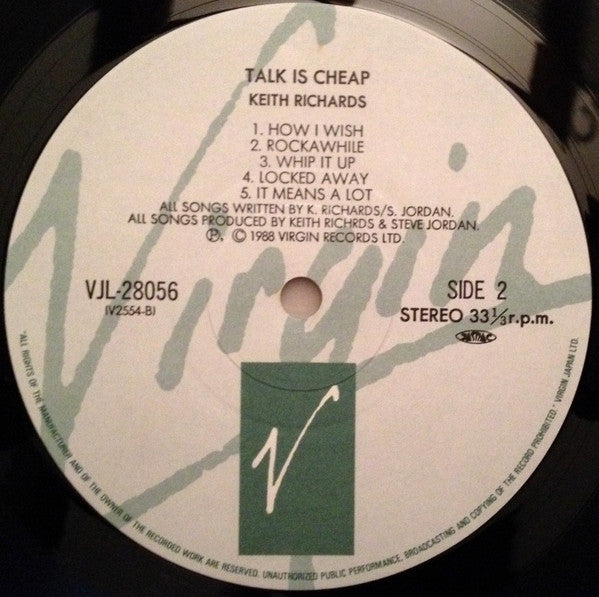 Virgin
TALK IS CHEAP
KEITH RICHARDS
1. HOW I WISH
2. ROCKAWHILE
3. WHIP IT UP
4. LOCKED AWAY
5. IT MEANS A LOT
ALL SONGS WRITTEN BY K. RICHARDS/S. JORDAN.
ALL SONGS PRODUCED BY KEITH RICHRDS & STEVE JORDAN.
℗, © 1988 VIRGIN RECORDS LTD.
VJL-28056
(V2554-B)
SIDE 2
STEREO 33⅓r.p.m.
JASRAC
V
"ALL RIGHTS OF THE MANUFACTURER AND OF THE OWNER OF THE RECORDED WORK ARE RESERVED. UNAUTHORIZED PUBLIC PERFORMANCE, BROADCASTING AND COPYING OF THE RECORD PROHIBITED." VIRGIN JAPAN LTD.